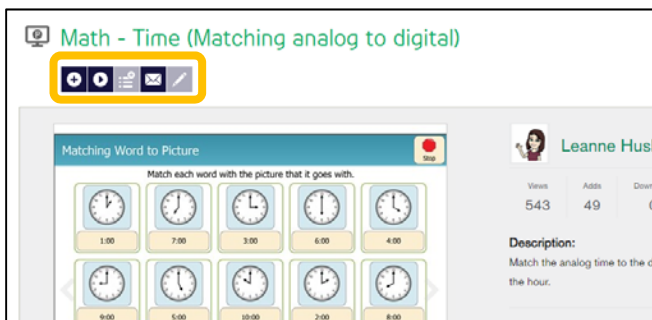 Math - Time (Matching analog to digital)
Matching Word to Picture
Stop
Match each word with the picture that it goes with.
1:00 7:00 3:00 6:00 4:00
9:00 5:00 10:00 2:00 8:00
Leanne
Views Adds
543 49
Description:
Match the analog time to the
the hour.